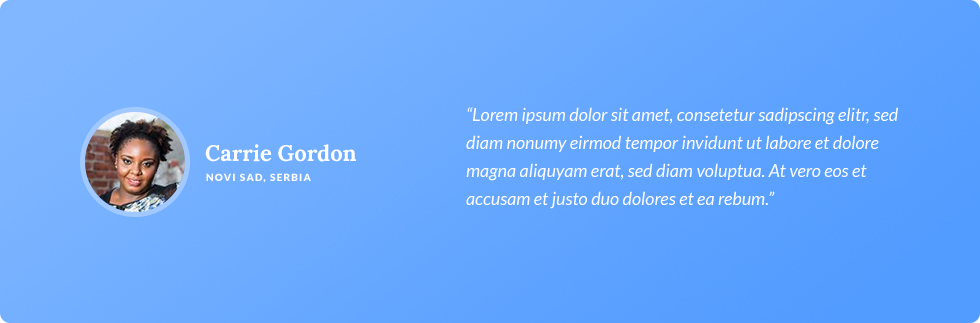 Carrie Gordon
NOVI SAD, SERBIA
“Lorem ipsum dolor sit amet, consetetur sadipscing elitr, sed
diam nonumy eirmod tempor invidunt ut labore et dolore
magna aliquyam erat, sed diam voluptua. At vero eos et
accusam et justo duo dolores et ea rebum.”